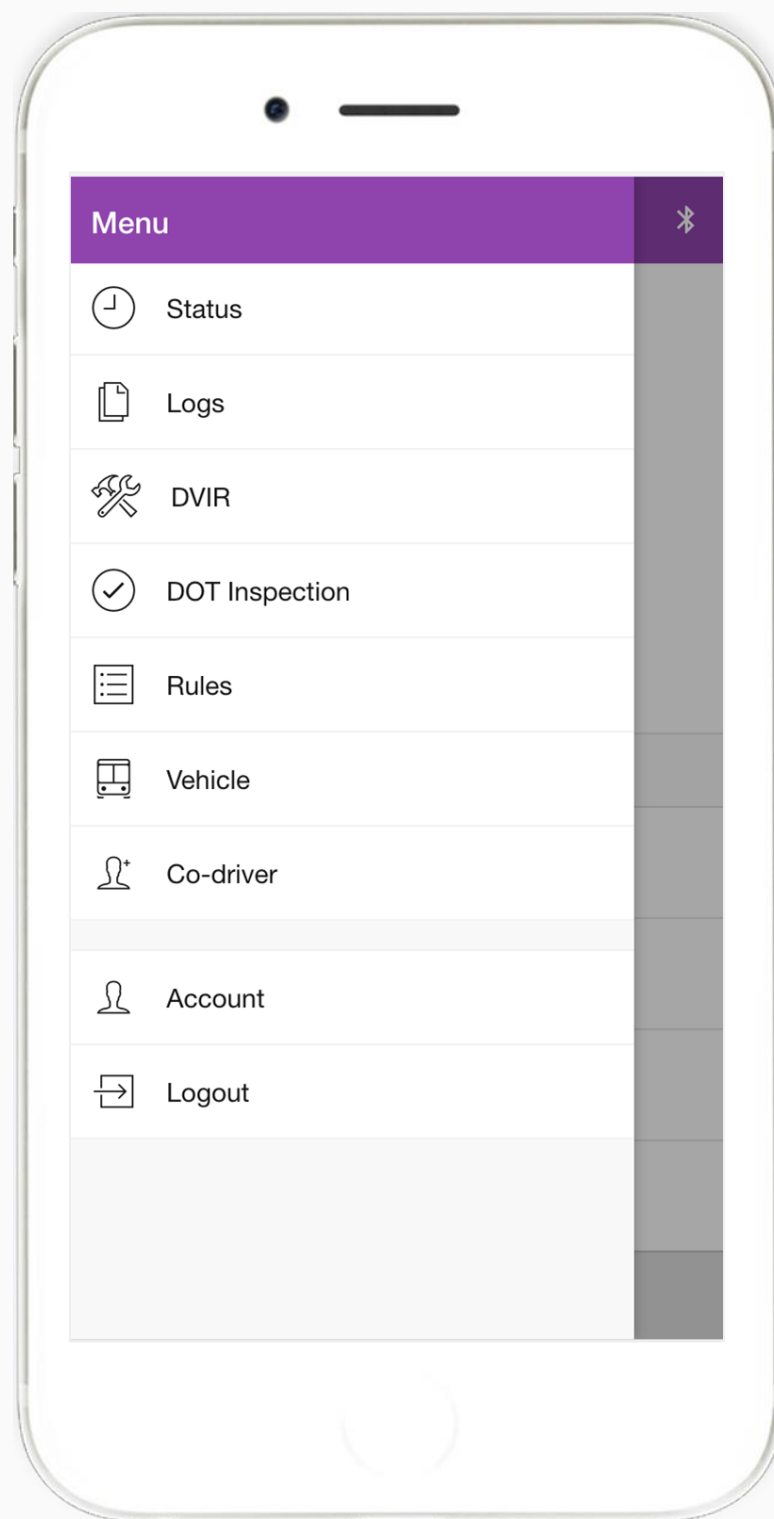 Menu
Status
Logs
DVIR
DOT Inspection
Rules
Vehicle
Co-driver
Account
Logout